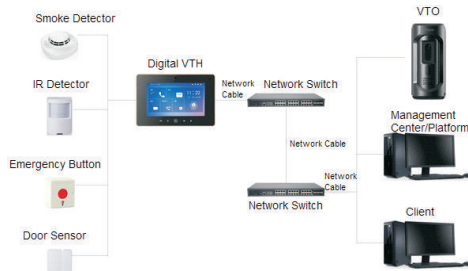 Smoke Detector
VTO
Digital VTH
IR Detector
Network
Cable
Network Switch
Management
Center/Platform
Network Cable
Emergency Button
Network
Cable
Network Switch
Client
Door Sensor